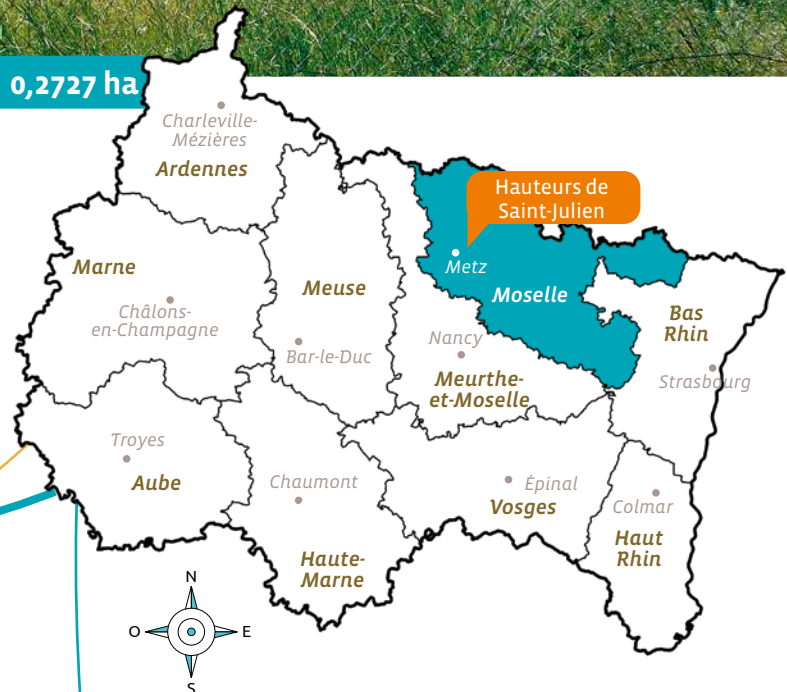 0,2727 ha
Charleville-
Mézières
Ardennes
Hauteurs de
Saint-Julien
Marne
Metz
Meuse
Moselle
Châlons-
en-Champagne
Bas
Rhin
Nancy
Bar-le-Duc
Meurthe-
et-Moselle
Strasbourg
Troyes
Aube
Chaumont
Épinal
Vosges
Colmar
Haut
Rhin
Haute-
Marne
N
O
E
S